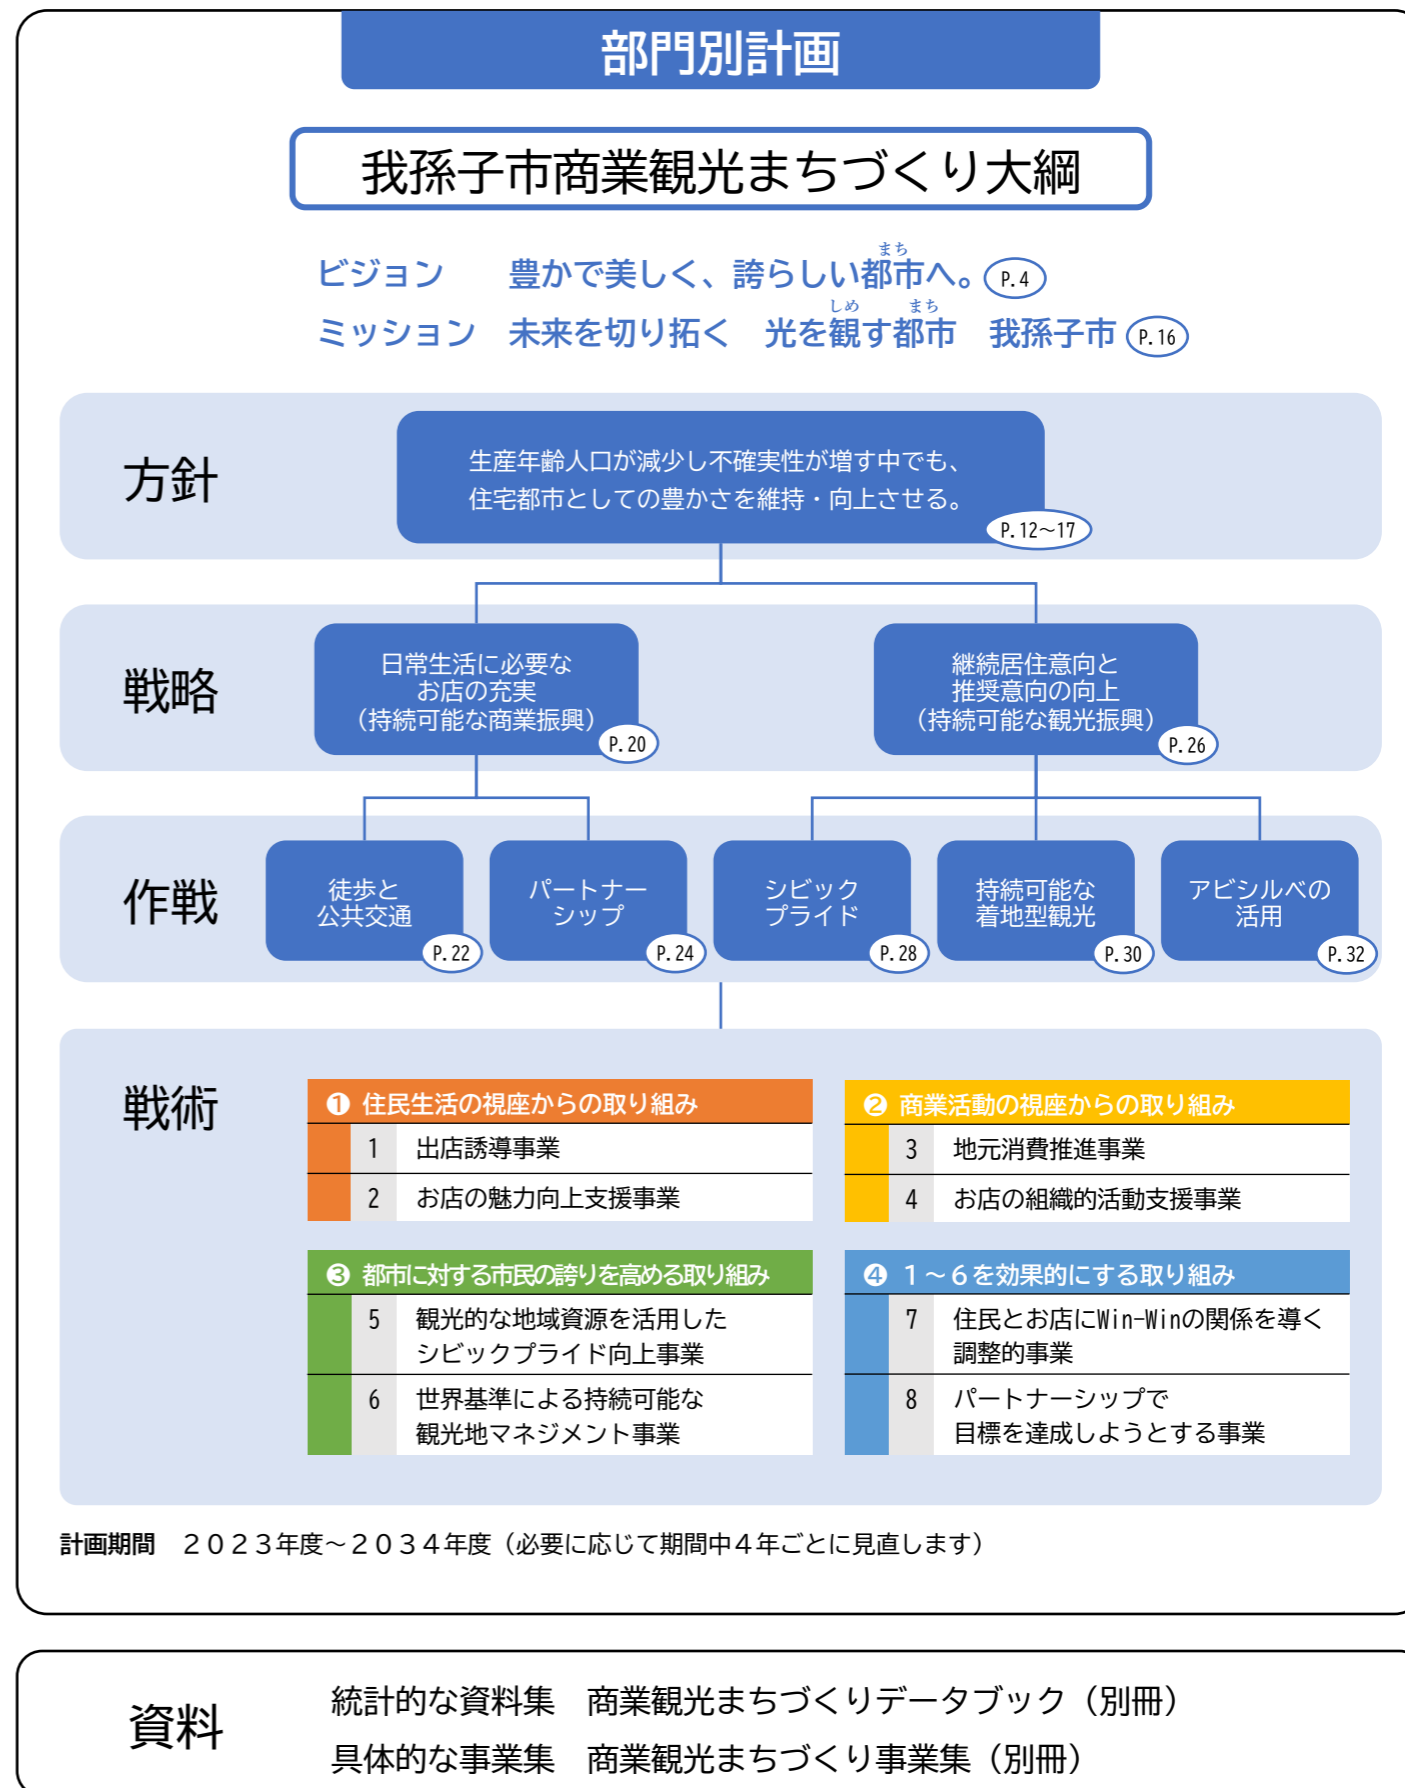 部門別計画
我孫子市商業観光まちづくり大綱
まち
ビジョン 豊かで美しく、誇らしい都市へ。 P.4
しめ まち
ミッション 未来を切り拓く 光を観す都市 我孫子市 P.16
方針
生産年齢人口が減少し不確実性が増す中でも、
住宅都市としての豊かさを維持・向上させる。
P.12～17
戦略
日常生活に必要な
お店の充実
（持続可能な商業振興）
P.20
継続居住意向と
推奨意向の向上
（持続可能な観光振興）
P.26
作戦
徒歩と
公共交通
P.22
パートナー
シップ
P.24
シビック
プライド
P.28
持続可能な
着地型観光
P.30
アビシルベの
活用
P.32
戦術
❶ 住民生活の視座からの取り組み
1 出店誘導事業
2 お店の魅力向上支援事業
❷ 商業活動の視座からの取り組み
3 地元消費推進事業
4 お店の組織的活動支援事業
❸ 都市に対する市民の誇りを高める取り組み
5 観光的な地域資源を活用した
シビックプライド向上事業
6 世界基準による持続可能な
観光地マネジメント事業
❹ １～６を効果的にする取り組み
7 住民とお店にWin-Winの関係を導く
調整的事業
8 パートナーシップで
目標を達成しようとする事業
計画期間 ２０２３年度～２０３４年度（必要に応じて期間中４年ごとに見直します）
資料
統計的な資料集 商業観光まちづくりデータブック（別冊）
具体的な事業集 商業観光まちづくり事業集（別冊）